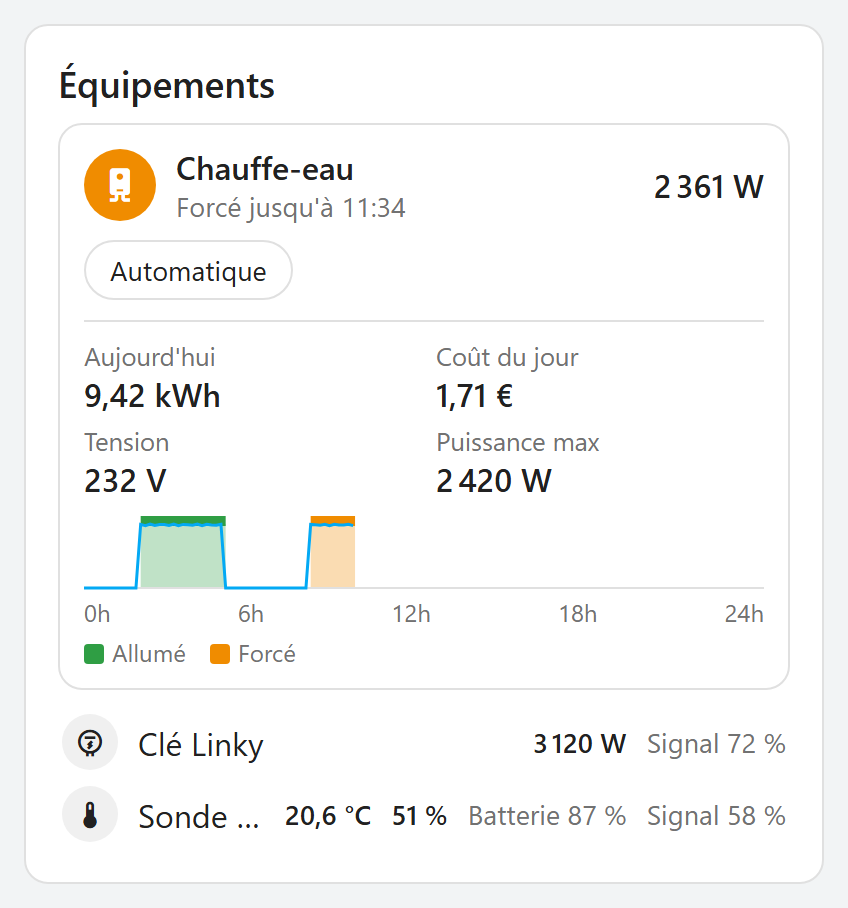 Équipements
Chauffe-eau
Forcé jusqu'à 11:34
2 361 W
Automatique
Aujourd'hui
9,42 kWh
Coût du jour
1,71 €
Tension
232 V
Puissance max
2 420 W
0h 6h 12h 18h 24h
Allumé Forcé
Clé Linky 3 120 W Signal 72 %
Sonde ... 20,6 °C 51 % Batterie 87 % Signal 58 %